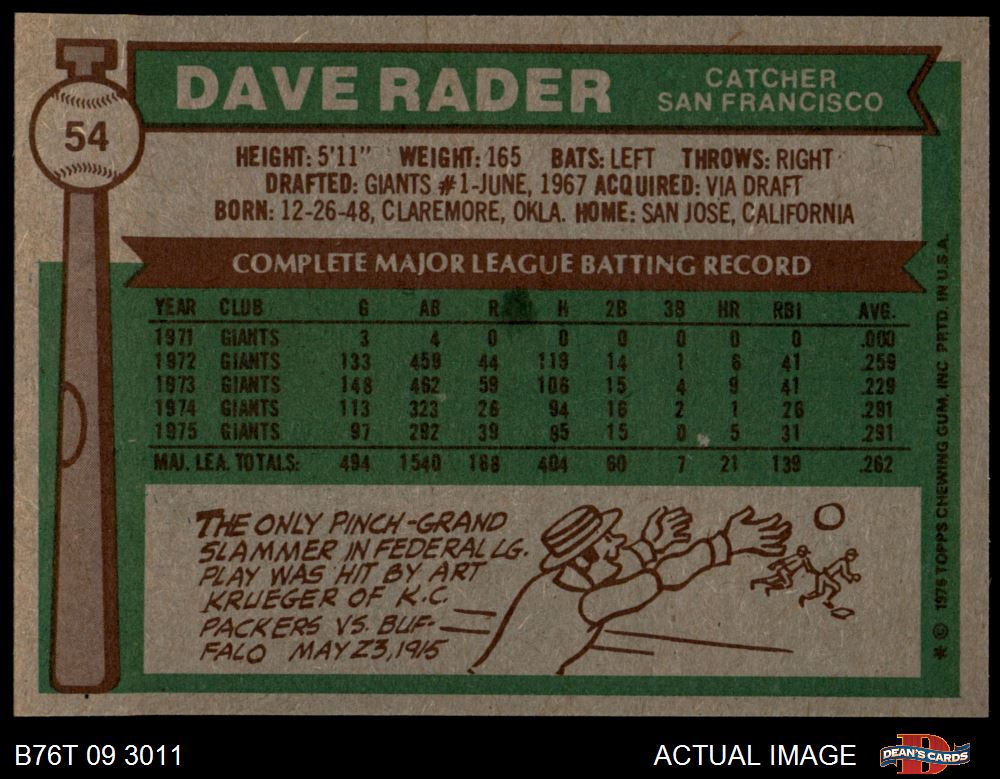 54
DAVE RADER
CATCHER
SAN FRANCISCO
HEIGHT: 5'11" WEIGHT: 165 BATS: LEFT THROWS: RIGHT
DRAFTED: GIANTS #1-JUNE, 1967 ACQUIRED: VIA DRAFT
BORN: 12-26-48, CLAREMORE, OKLA. HOME: SAN JOSE, CALIFORNIA
COMPLETE MAJOR LEAGUE BATTING RECORD
YEAR CLUB G AB R H 2B 3B HR RBI AVG.
1971 GIANTS 3 4 0 0 0 0 0 0 .000
1972 GIANTS 133 459 44 119 14 1 6 41 .259
1973 GIANTS 148 462 59 106 15 4 9 41 .229
1974 GIANTS 113 323 26 94 16 2 1 26 .291
1975 GIANTS 97 292 39 85 15 0 5 31 .291
MAJ. LEA. TOTALS: 494 1540 168 404 60 7 21 139 .262
THE ONLY PINCH-GRAND
SLAMMER IN FEDERAL LG.
PLAY WAS HIT BY ART
KRUEGER OF K.C.
PACKERS VS. BUF-
FALO MAY 23, 1915
* © 1976 TOPPS CHEWING GUM, INC PRTD. IN U.S.A.
B76T 09 3011
ACTUAL IMAGE
DEAN'S CARDS